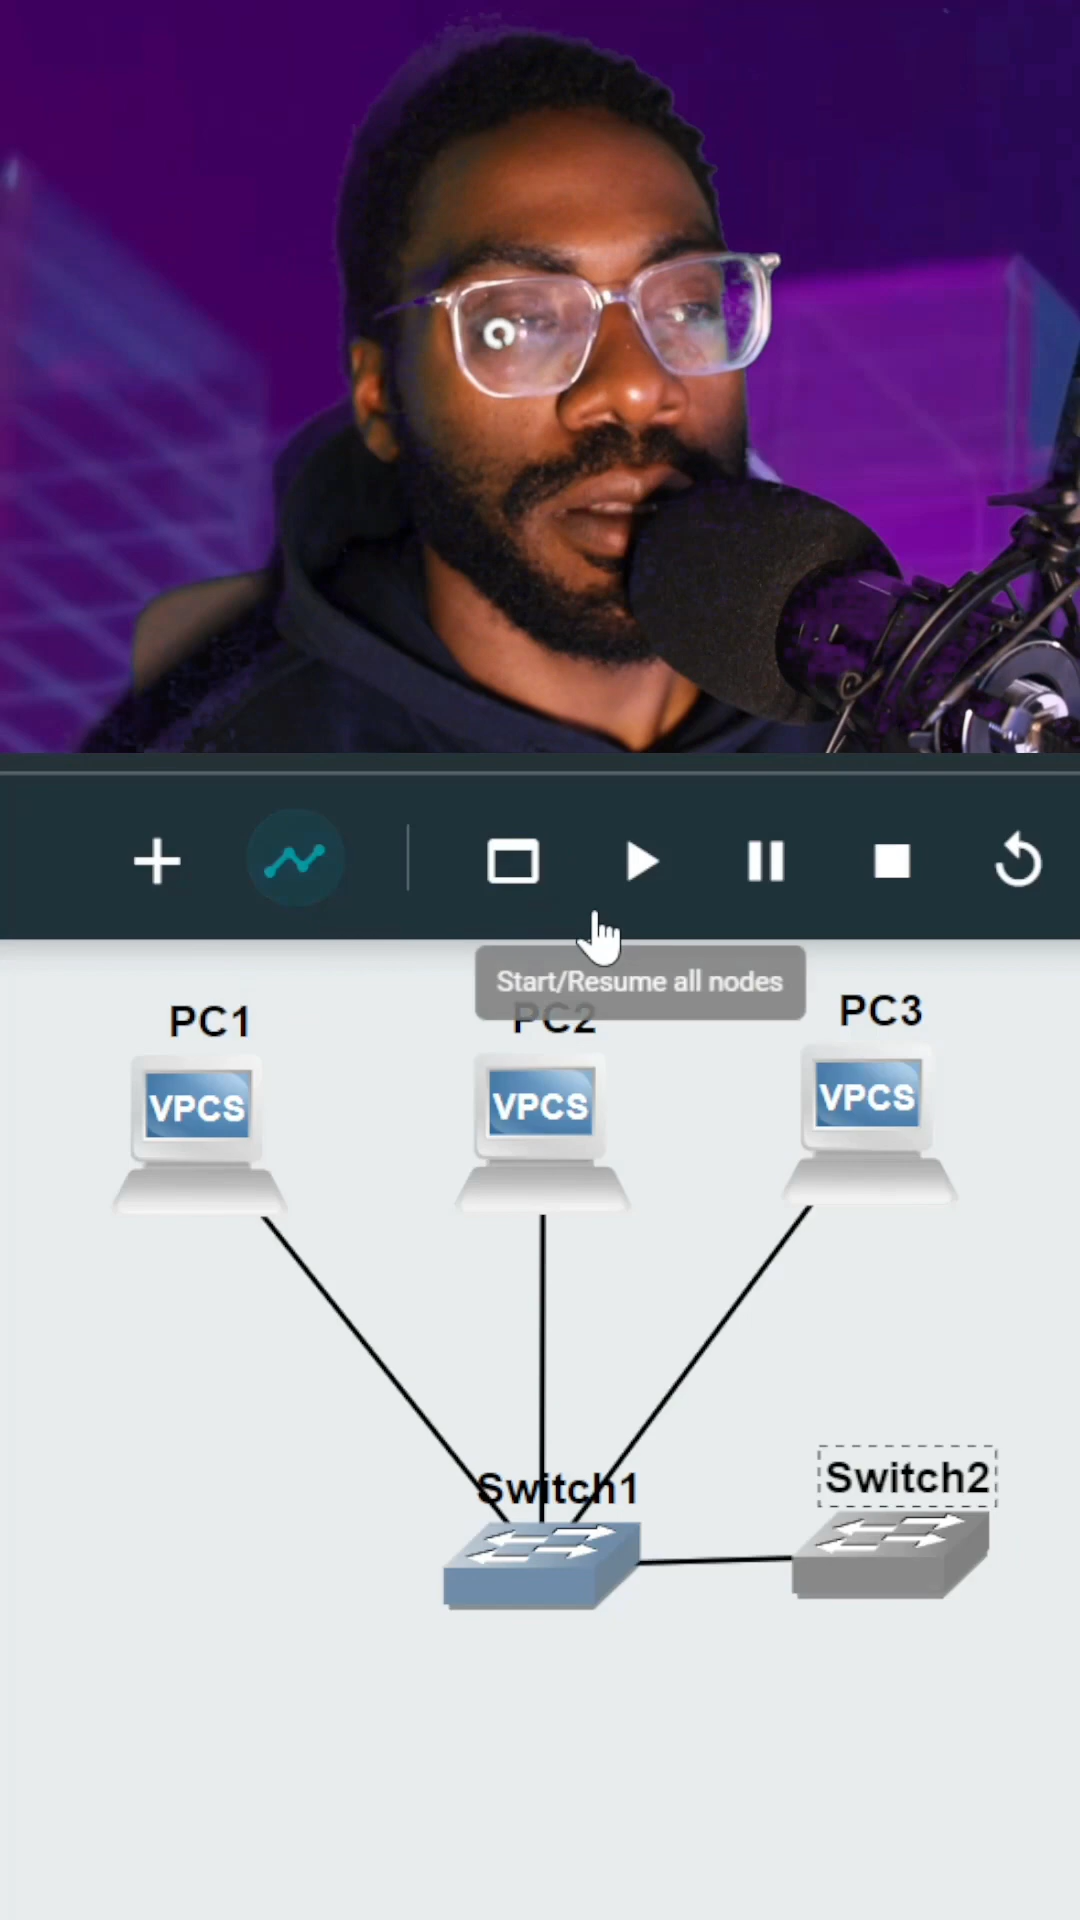 Start/Resume all nodes
PC1
PC2
PC3
VPCS
VPCS
VPCS
Switch1
Switch2